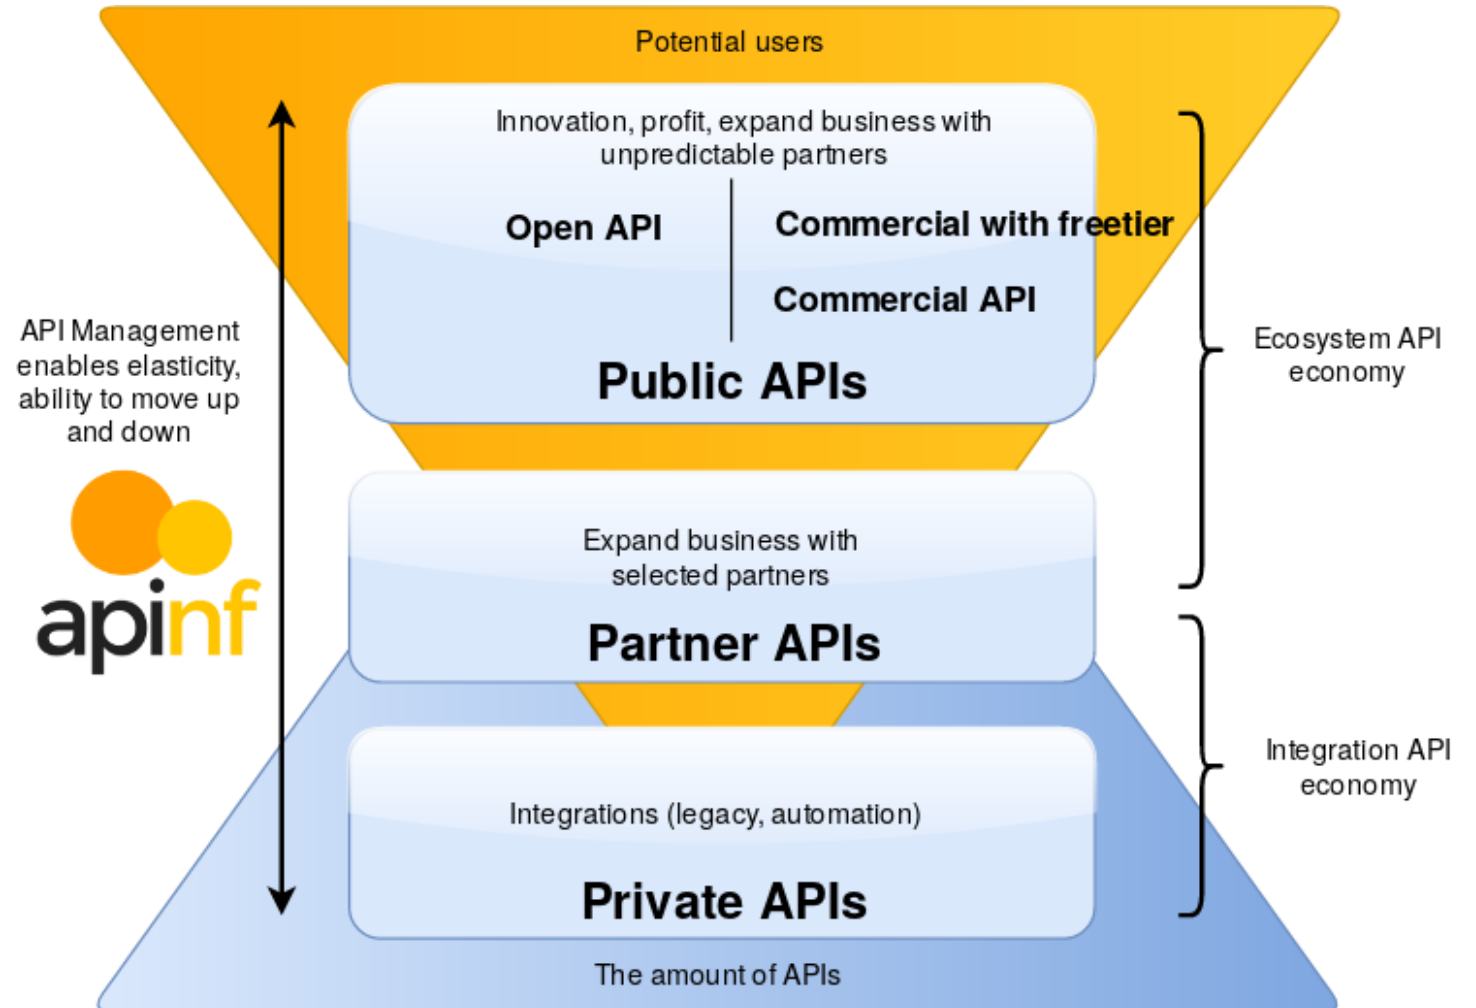 Potential users
Innovation, profit, expand business with
unpredictable partners
Open API
Commercial with freetier
Commercial API
Public APIs
API Management
enables elasticity,
ability to move up
and down
apinf
Ecosystem API
economy
Expand business with
selected partners
Partner APIs
Integration API
economy
Integrations (legacy, automation)
Private APIs
The amount of APIs